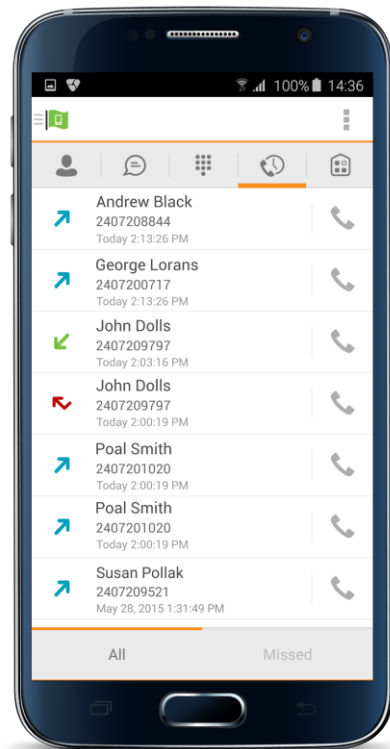 100% 14:36
Andrew Black
2407208844
Today 2:13:26 PM
George Lorans
2407200717
Today 2:13:26 PM
John Dolls
2407209797
Today 2:03:16 PM
John Dolls
2407209797
Today 2:00:19 PM
Poal Smith
2407201020
Today 2:00:19 PM
Poal Smith
2407201020
Today 2:00:19 PM
Susan Pollak
2407209521
May 28, 2015 1:31:49 PM
All Missed